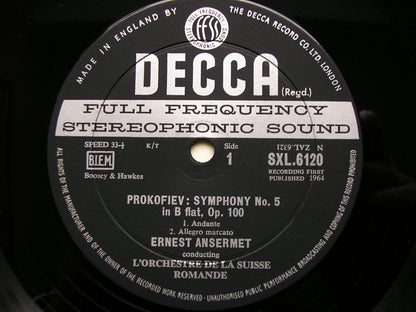 MADE IN ENGLAND BY THE DECCA RECORD CO. LTD. LONDON
FULL FREQUENCY
STEREOPHONIC
ffss
DECCA
(Regd.)
FULL FREQUENCY
STEREOPHONIC SOUND
SPEED 33⅓ K/T Side N ZAL.6321
B.I.E.M. 1 SXL.6120
Boosey & Hawkes RECORDING FIRST
PUBLISHED 1964
PROKOFIEV: SYMPHONY No. 5
in B flat, Op. 100
1. Andante
2. Allegro marcato
ERNEST ANSERMET
conducting
L'ORCHESTRE DE LA SUISSE
ROMANDE
ALL RIGHTS OF THE MANUFACTURER AND OF THE OWNER OF THE RECORDED WORK RESERVED · UNAUTHORISED PUBLIC PERFORMANCE BROADCASTING AND COPYING OF THIS RECORD PROHIBITED